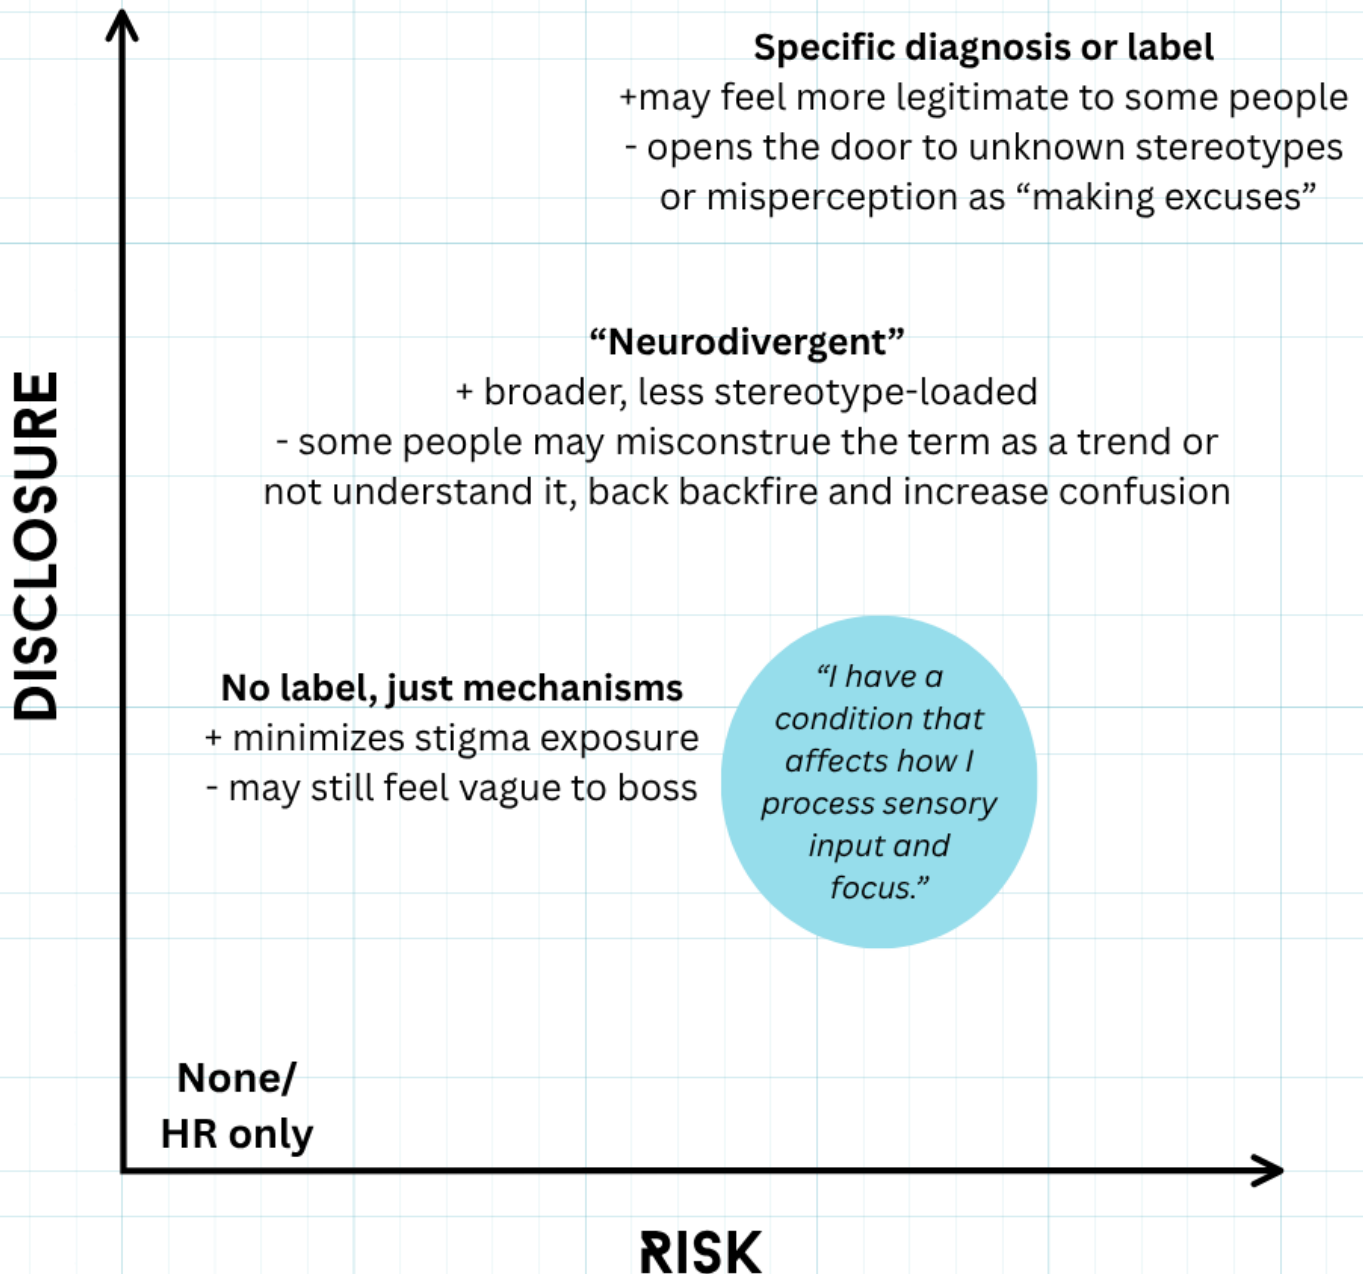 Specific diagnosis or label
+may feel more legitimate to some people
- opens the door to unknown stereotypes
or misperception as “making excuses”
“Neurodivergent”
+ broader, less stereotype-loaded
- some people may misconstrue the term as a trend or
not understand it, back backfire and increase confusion
DISCLOSURE
No label, just mechanisms
+ minimizes stigma exposure
- may still feel vague to boss
“I have a
condition that
affects how I
process sensory
input and
focus.”
None/
HR only
RISK